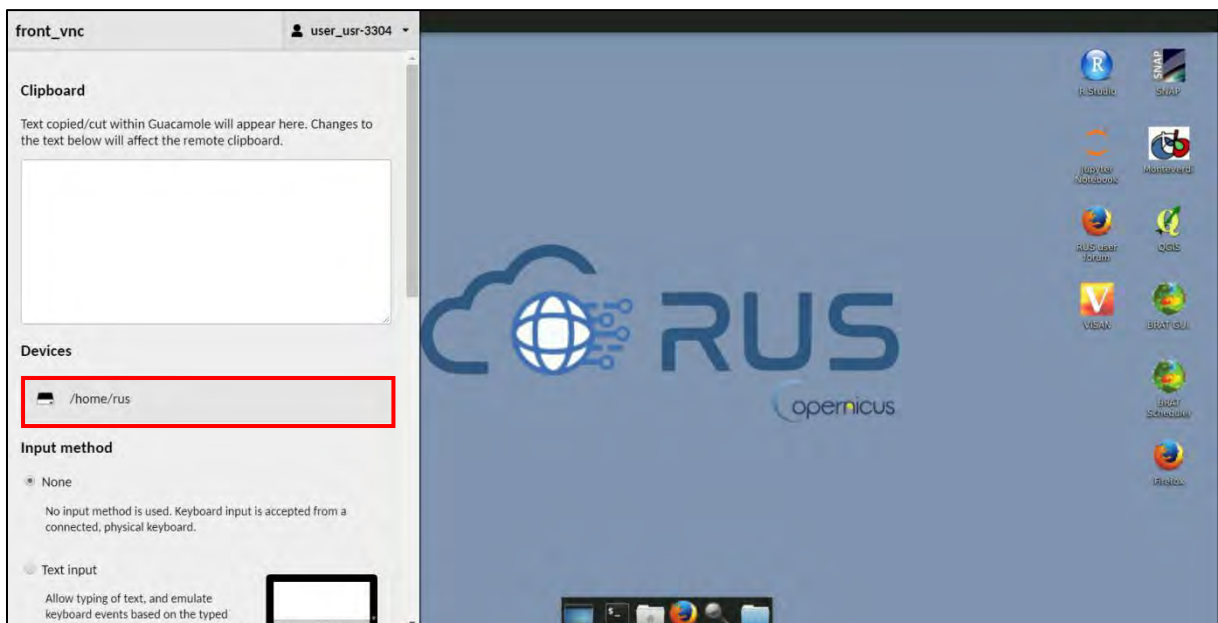 front_vnc
user_usr-3304
Clipboard
Text copied/cut within Guacamole will appear here. Changes to
the text below will affect the remote clipboard.
Devices
/home/rus
Input method
None
No input method is used. Keyboard input is accepted from a
connected, physical keyboard.
Text input
Allow typing of text, and emulate
keyboard events based on the typed
RUS
opernicus
R Studio
SNAP
SNAP
Jupyter
Notebook
Monteverdi
RUS user
forum
QGIS
VISAN
BRAT GUI
BRAT
Scheduler
Firefox